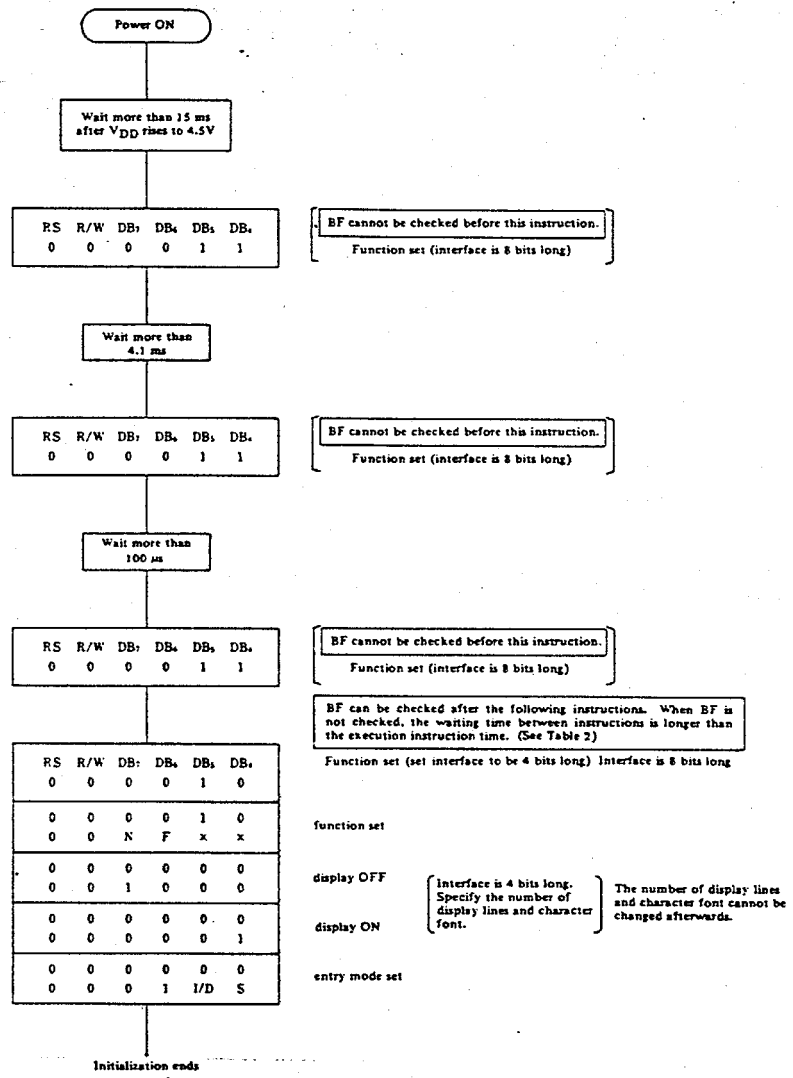 Power ON
Wait more than 15 ms
after VDD rises to 4.5V
RS R/W DB₇ DB₆ DB₅ DB₄
0 0 0 0 1 1
BF cannot be checked before this instruction.
Function set (interface is 8 bits long)
Wait more than
4.1 ms
RS R/W DB₇ DB₆ DB₅ DB₄
0 0 0 0 1 1
BF cannot be checked before this instruction.
Function set (interface is 8 bits long)
Wait more than
100 μs
RS R/W DB₇ DB₆ DB₅ DB₄
0 0 0 0 1 1
BF cannot be checked before this instruction.
Function set (interface is 8 bits long)
BF can be checked after the following instructions. When BF is
not checked, the waiting time between instructions is longer than
the execution instruction time. (See Table 2)
RS R/W DB₇ DB₆ DB₅ DB₄
0 0 0 0 1 0
Function set (set interface to be 4 bits long) Interface is 8 bits long
0 0 0 0 1 0
0 0 N F x x
function set
0 0 0 0 0 0
0 0 1 0 0 0
display OFF
0 0 0 0 0 0
0 0 0 0 0 1
display ON
Interface is 4 bits long.
Specify the number of
display lines and character
font.
The number of display lines
and character font cannot be
changed afterwards.
0 0 0 0 0 0
0 0 0 1 I/D S
entry mode set
Initialization ends